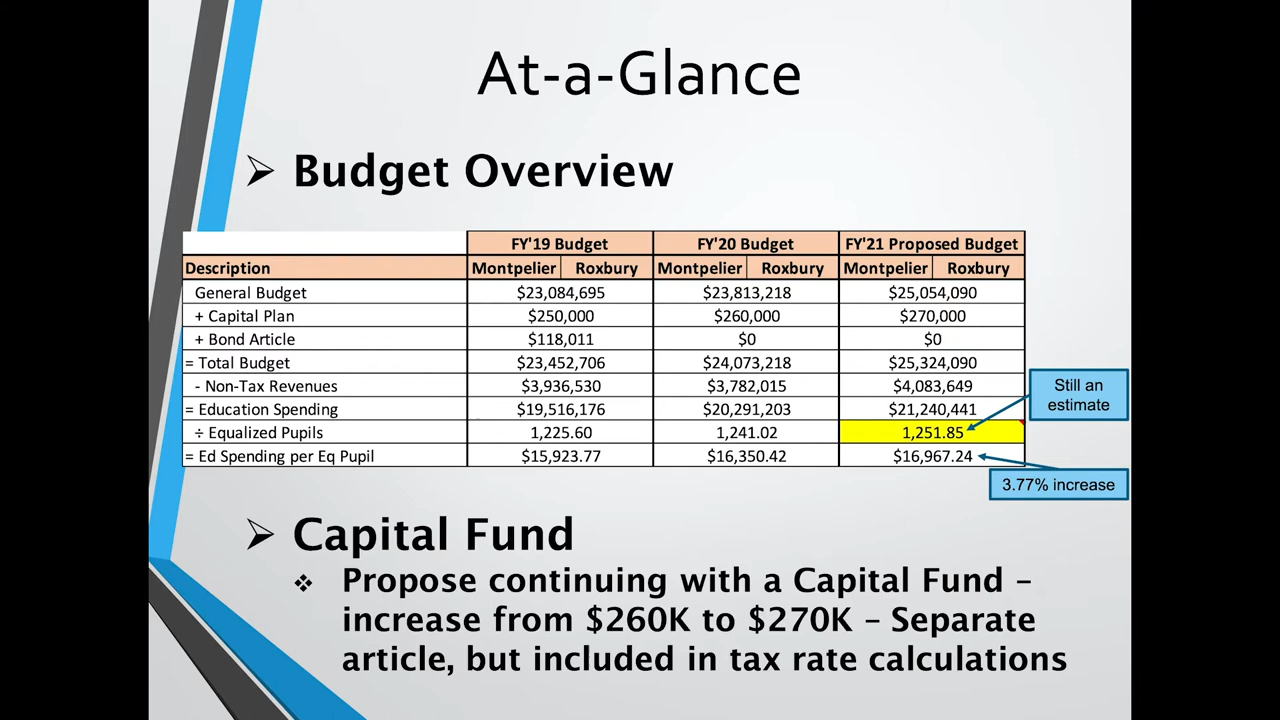 At-a-Glance
➢ Budget Overview
FY'19 Budget FY'20 Budget FY'21 Proposed Budget
Description Montpelier Roxbury Montpelier Roxbury Montpelier Roxbury
General Budget $23,084,695 $23,813,218 $25,054,090
+ Capital Plan $250,000 $260,000 $270,000
+ Bond Article $118,011 $0 $0
= Total Budget $23,452,706 $24,073,218 $25,324,090
- Non-Tax Revenues $3,936,530 $3,782,015 $4,083,649
Still an
estimate
= Education Spending $19,516,176 $20,291,203 $21,240,441
÷ Equalized Pupils 1,225.60 1,241.02 1,251.85
= Ed Spending per Eq Pupil $15,923.77 $16,350.42 $16,967.24
3.77% increase
➢ Capital Fund
❖ Propose continuing with a Capital Fund –
increase from $260K to $270K – Separate
article, but included in tax rate calculations